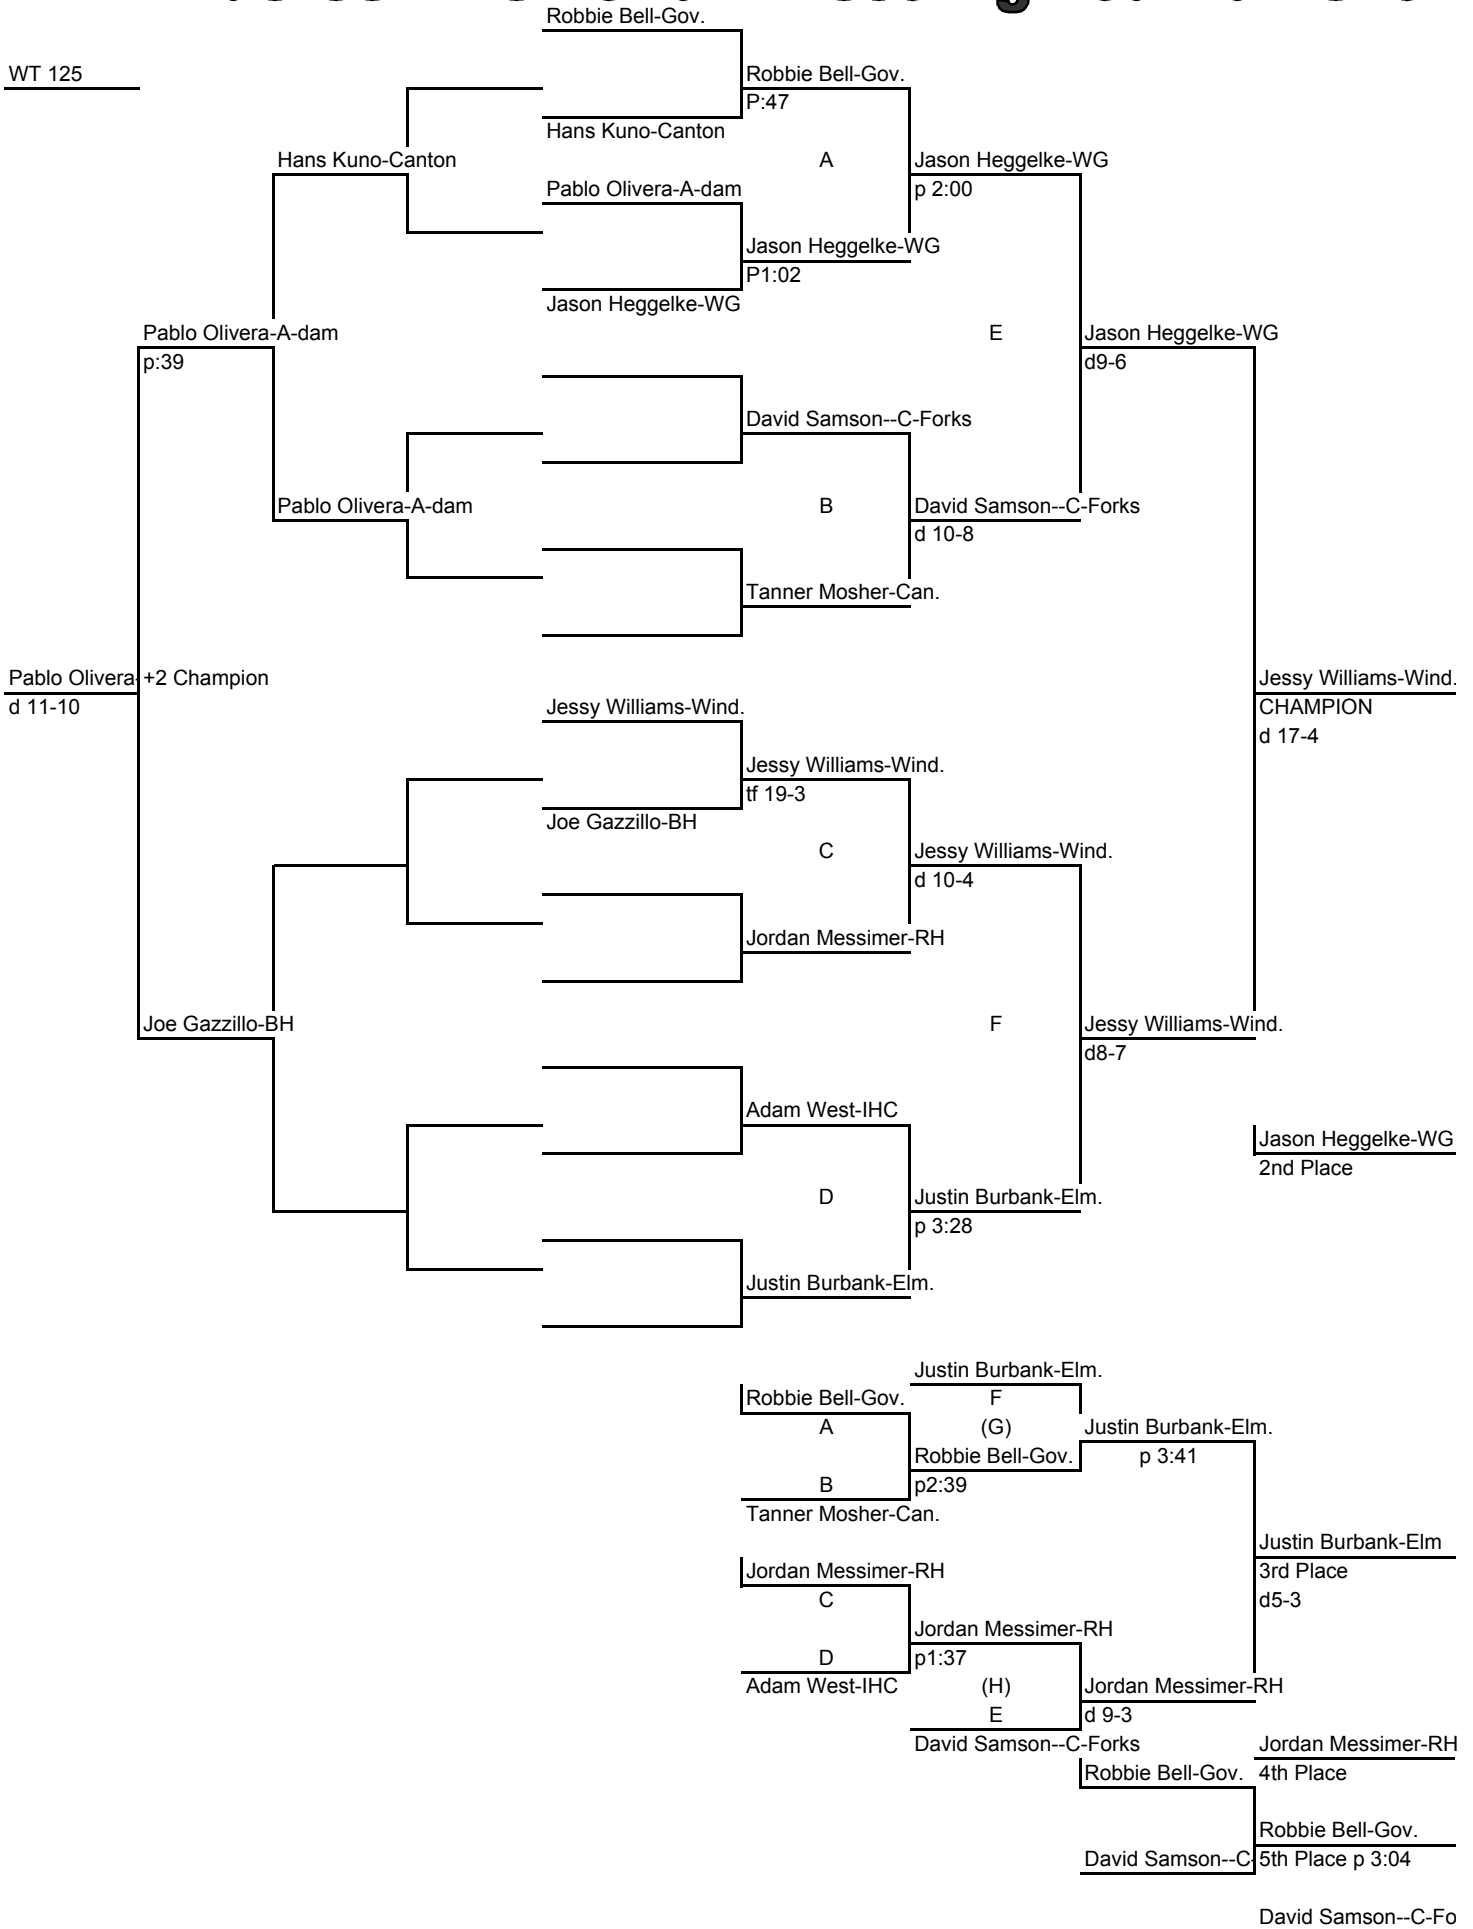 Robbie Bell-Gov.
WT 125
Robbie Bell-Gov.
P:47
Hans Kuno-Canton
Hans Kuno-Canton
A
Jason Heggelke-WG
Pablo Olivera-A-dam
p 2:00
Jason Heggelke-WG
P1:02
Jason Heggelke-WG
Pablo Olivera-A-dam
E
Jason Heggelke-WG
p:39
d9-6
David Samson--C-Forks
Pablo Olivera-A-dam
B
David Samson--C-Forks
d 10-8
Tanner Mosher-Can.
Pablo Olivera-
+2 Champion
Jessy Williams-Wind.
d 11-10
Jessy Williams-Wind.
CHAMPION
d 17-4
Jessy Williams-Wind.
tf 19-3
Joe Gazzillo-BH
C
Jessy Williams-Wind.
d 10-4
Jordan Messimer-RH
Joe Gazzillo-BH
F
Jessy Williams-Wind.
d8-7
Adam West-IHC
Jason Heggelke-WG
2nd Place
D
Justin Burbank-Elm.
p 3:28
Justin Burbank-Elm.
Justin Burbank-Elm.
Robbie Bell-Gov.
F
A
(G)
Justin Burbank-Elm.
Robbie Bell-Gov.
p 3:41
B
p2:39
Tanner Mosher-Can.
Justin Burbank-Elm
Jordan Messimer-RH
3rd Place
C
d5-3
Jordan Messimer-RH
D
p1:37
Adam West-IHC
(H)
Jordan Messimer-RH
E
d 9-3
David Samson--C-Forks
Jordan Messimer-RH
Robbie Bell-Gov.
4th Place
Robbie Bell-Gov.
David Samson--C-
5th Place p 3:04
David Samson--C-Fo